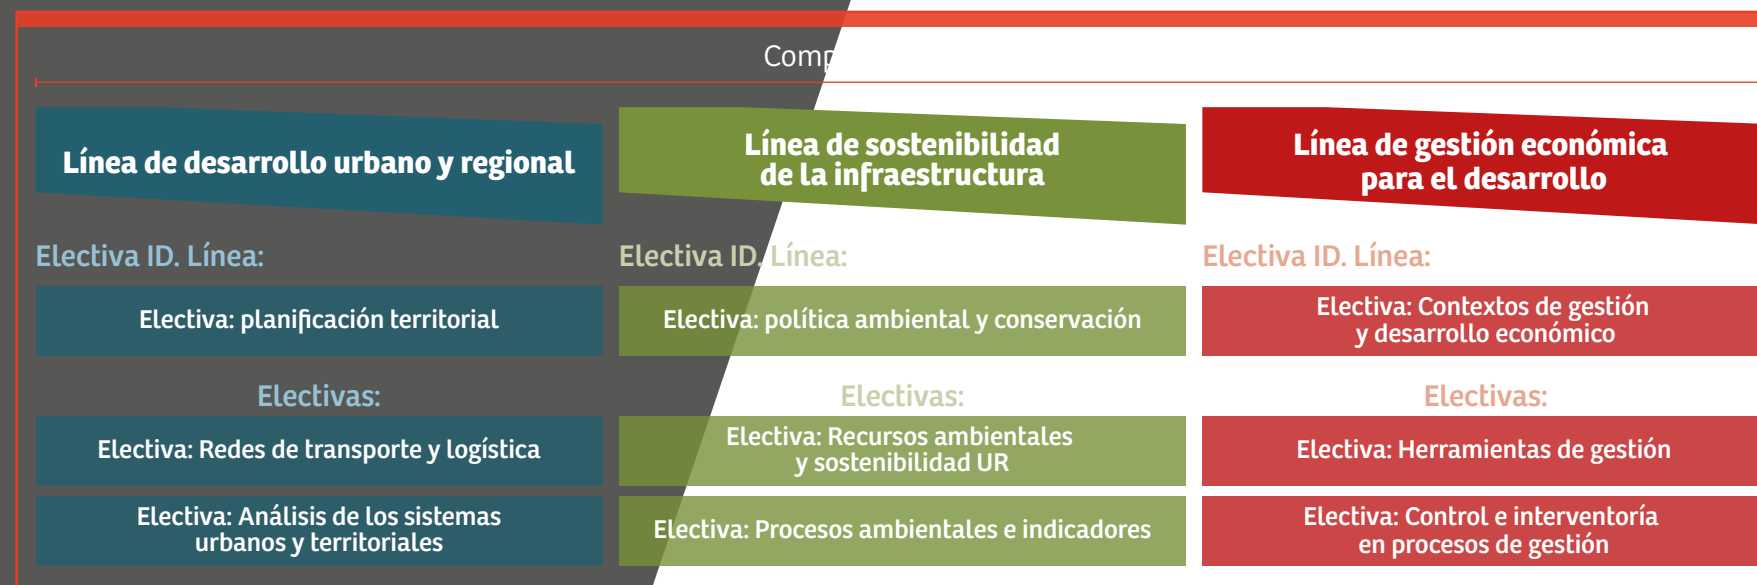 Comp
Línea de desarrollo urbano y regional
Electiva ID. Línea:
Electiva: planificación territorial
Electivas:
Electiva: Redes de transporte y logística
Electiva: Análisis de los sistemas
urbanos y territoriales
Línea de sostenibilidad
de la infraestructura
Electiva ID. Línea:
Electiva: política ambiental y conservación
Electivas:
Electiva: Recursos ambientales
y sostenibilidad UR
Electiva: Procesos ambientales e indicadores
Línea de gestión económica
para el desarrollo
Electiva ID. Línea:
Electiva: Contextos de gestión
y desarrollo económico
Electivas:
Electiva: Herramientas de gestión
Electiva: Control e interventoría
en procesos de gestión